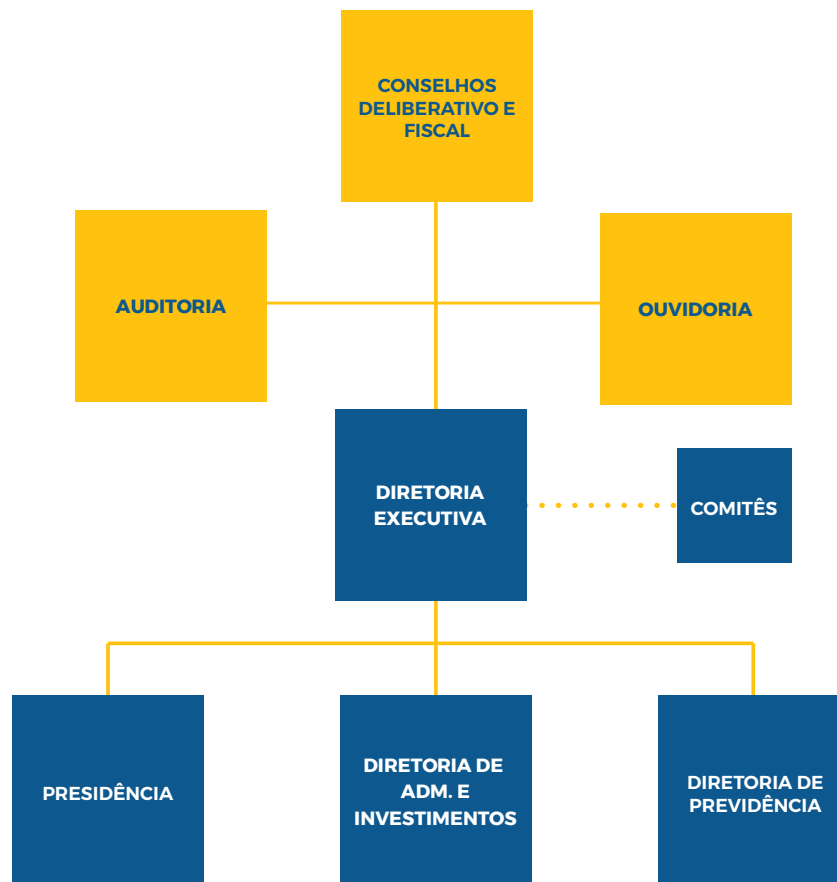 CONSELHOS
DELIBERATIVO E
FISCAL
AUDITORIA
OUVIDORIA
DIRETORIA
EXECUTIVA
COMITÊS
PRESIDÊNCIA
DIRETORIA DE
ADM. E
INVESTIMENTOS
DIRETORIA DE
PREVIDÊNCIA